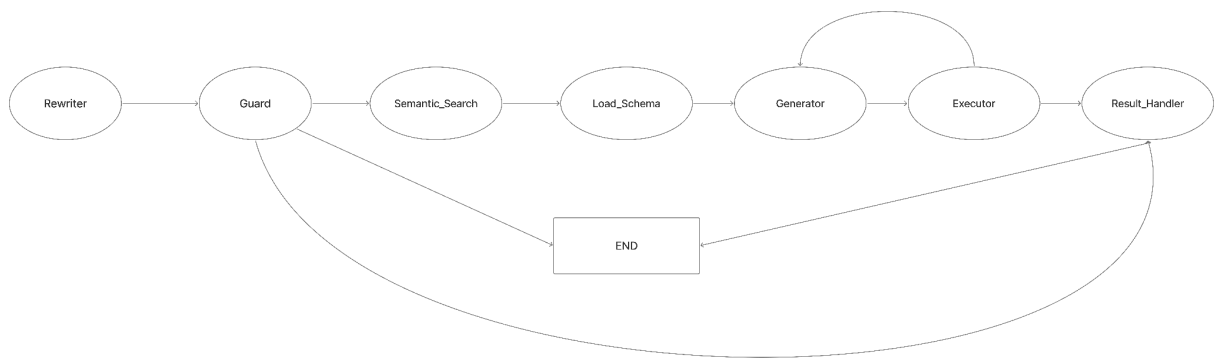 Rewriter
Guard
Semantic_Search
Load_Schema
Generator
Executor
Result_Handler
END